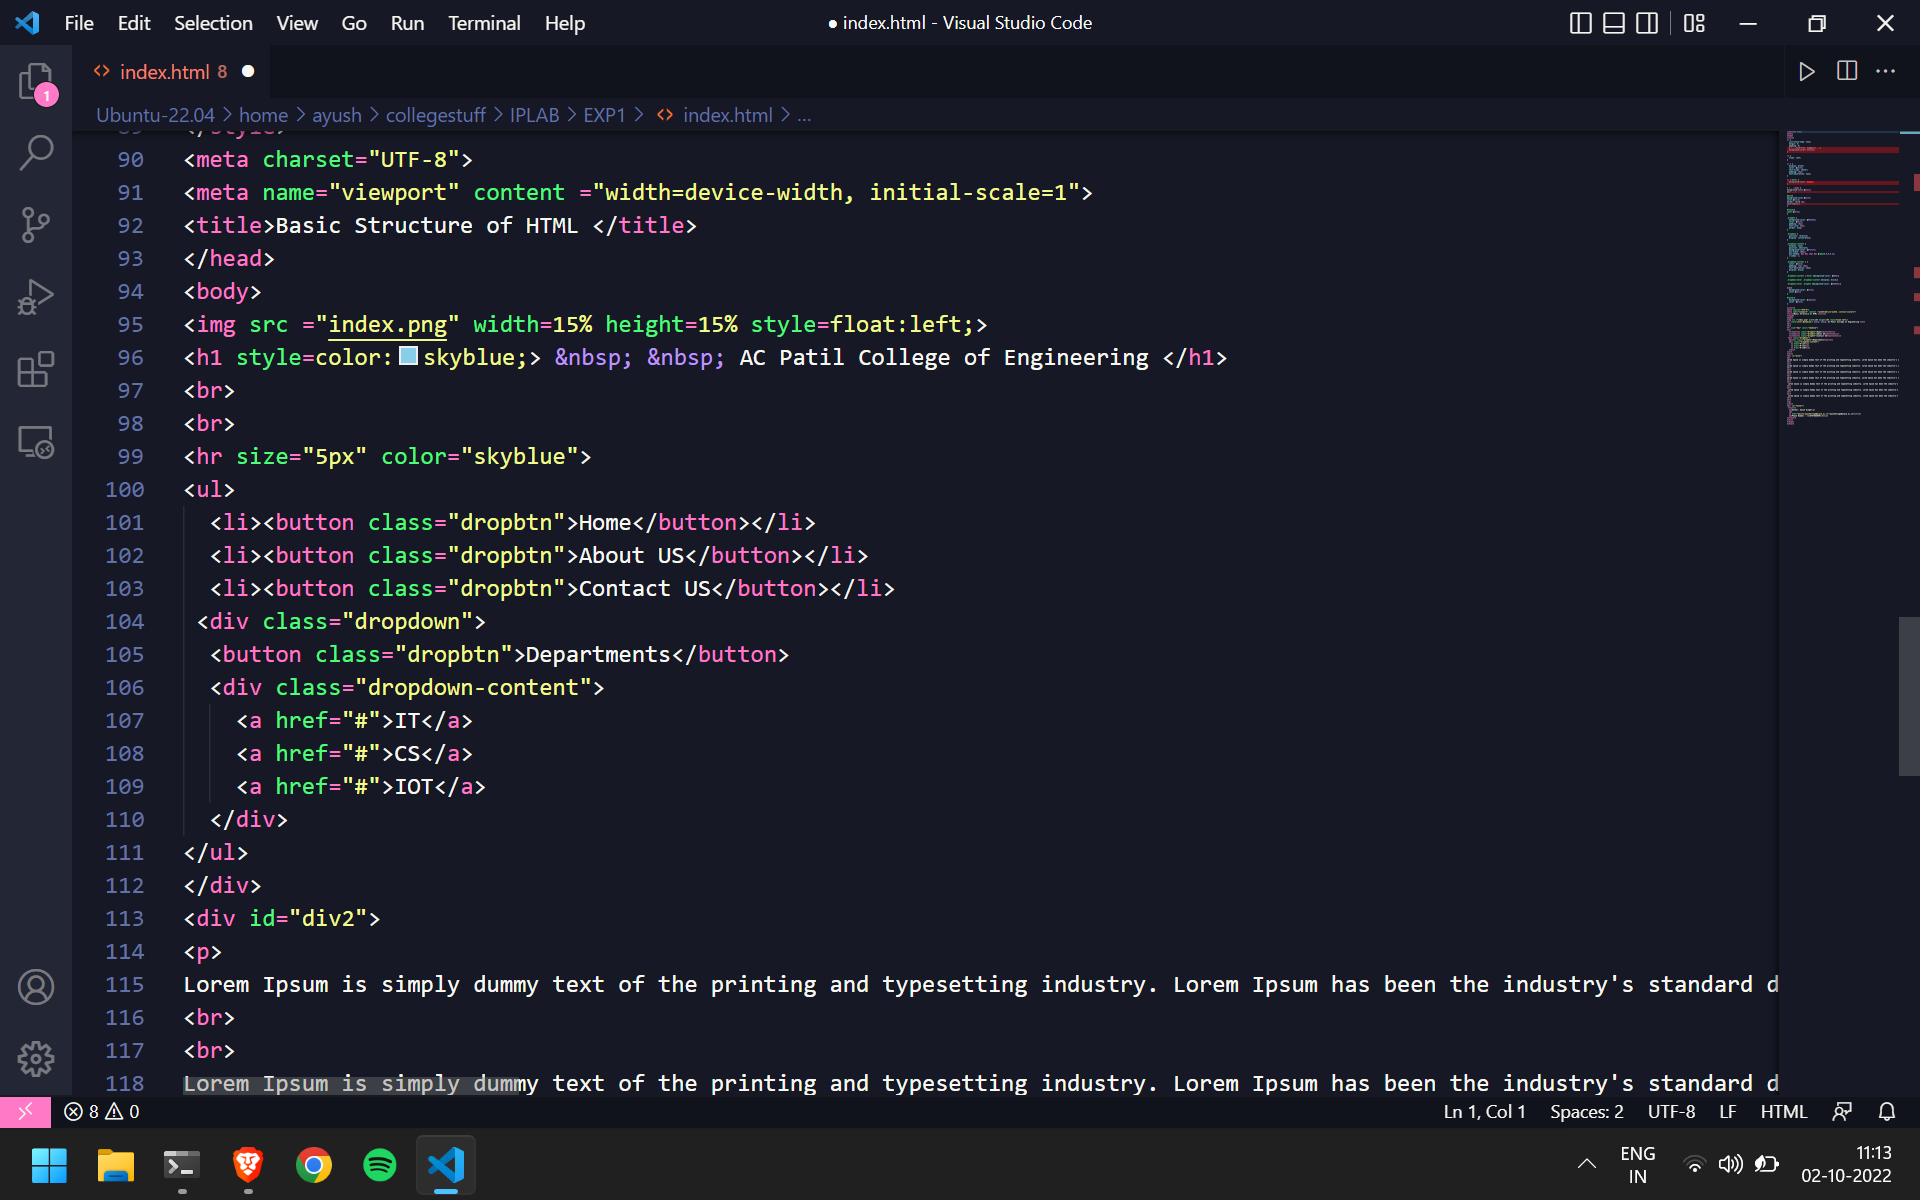 File Edit Selection View Go Run Terminal Help
● index.html - Visual Studio Code
index.html 8
1
Ubuntu-22.04 > home > ayush > collegestuff > IPLAB > EXP1 > index.html > ...
89 </style>
90 <meta charset="UTF-8">
91 <meta name="viewport" content ="width=device-width, initial-scale=1">
92 <title>Basic Structure of HTML </title>
93 </head>
94 <body>
95 <img src ="index.png" width=15% height=15% style=float:left;>
96 <h1 style=color:skyblue;> &nbsp; &nbsp; AC Patil College of Engineering </h1>
97 <br>
98 <br>
99 <hr size="5px" color="skyblue">
100 <ul>
101 <li><button class="dropbtn">Home</button></li>
102 <li><button class="dropbtn">About US</button></li>
103 <li><button class="dropbtn">Contact US</button></li>
104 <div class="dropdown">
105 <button class="dropbtn">Departments</button>
106 <div class="dropdown-content">
107 <a href="#">IT</a>
108 <a href="#">CS</a>
109 <a href="#">IOT</a>
110 </div>
111 </ul>
112 </div>
113 <div id="div2">
114 <p>
115 Lorem Ipsum is simply dummy text of the printing and typesetting industry. Lorem Ipsum has been the industry's standard d
116 <br>
117 <br>
118 Lorem Ipsum is simply dummy text of the printing and typesetting industry. Lorem Ipsum has been the industry's standard d
8 0
Ln 1, Col 1 Spaces: 2 UTF-8 LF HTML
ENG
IN
11:13
02-10-2022